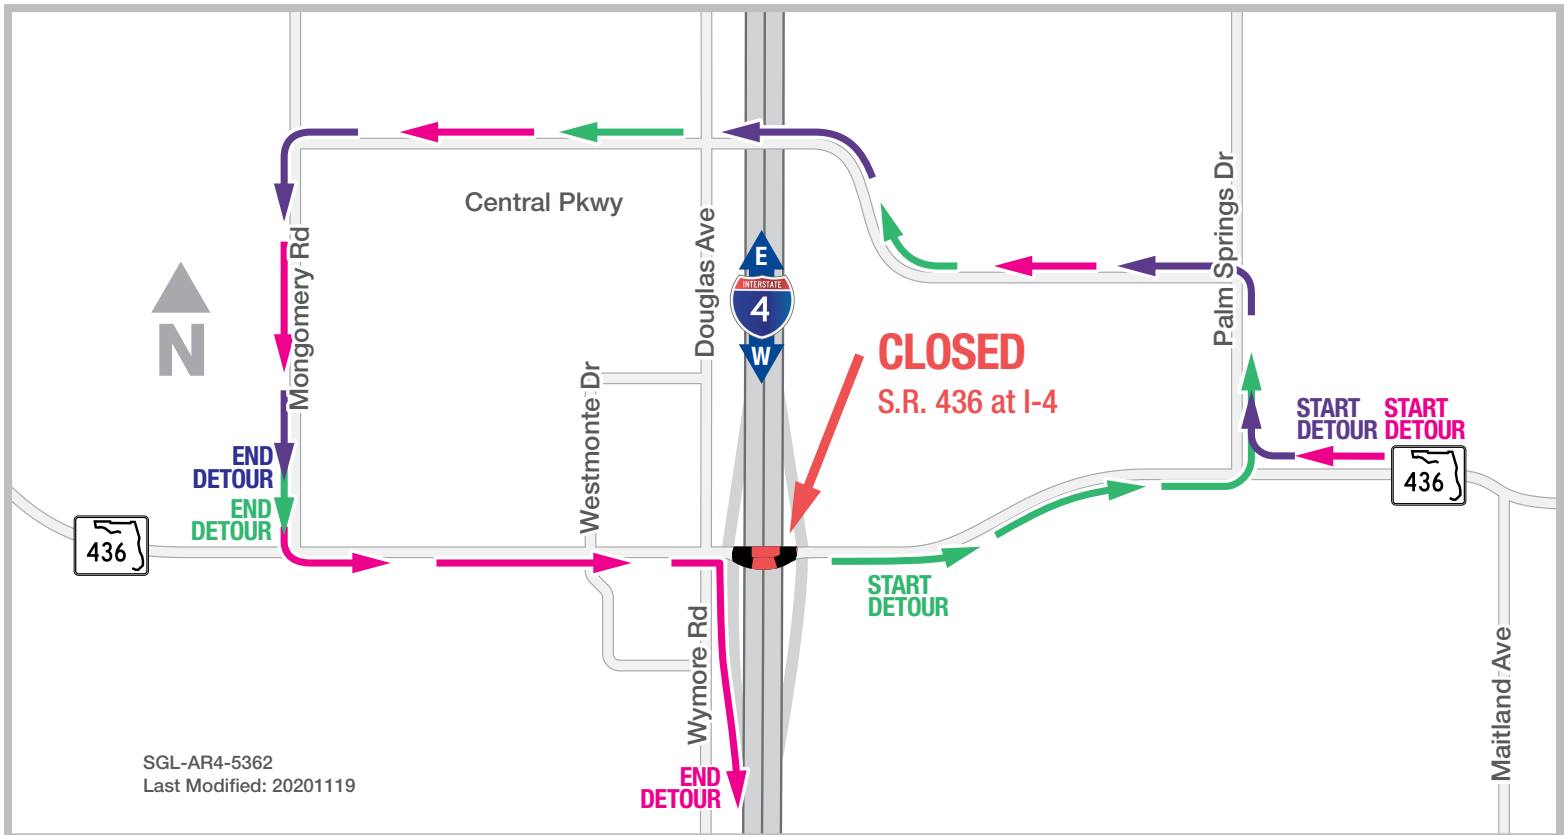 Central Pkwy
Palm Springs Dr
Douglas Ave
Mongomery Rd
E
INTERSTATE
4
W
N
CLOSED
S.R. 436 at I-4
Westmonte Dr
START
DETOUR
START
DETOUR
436
END
DETOUR
END
DETOUR
436
START
DETOUR
Wymore Rd
Maitland Ave
SGL-AR4-5362
Last Modified: 20201119
END
DETOUR